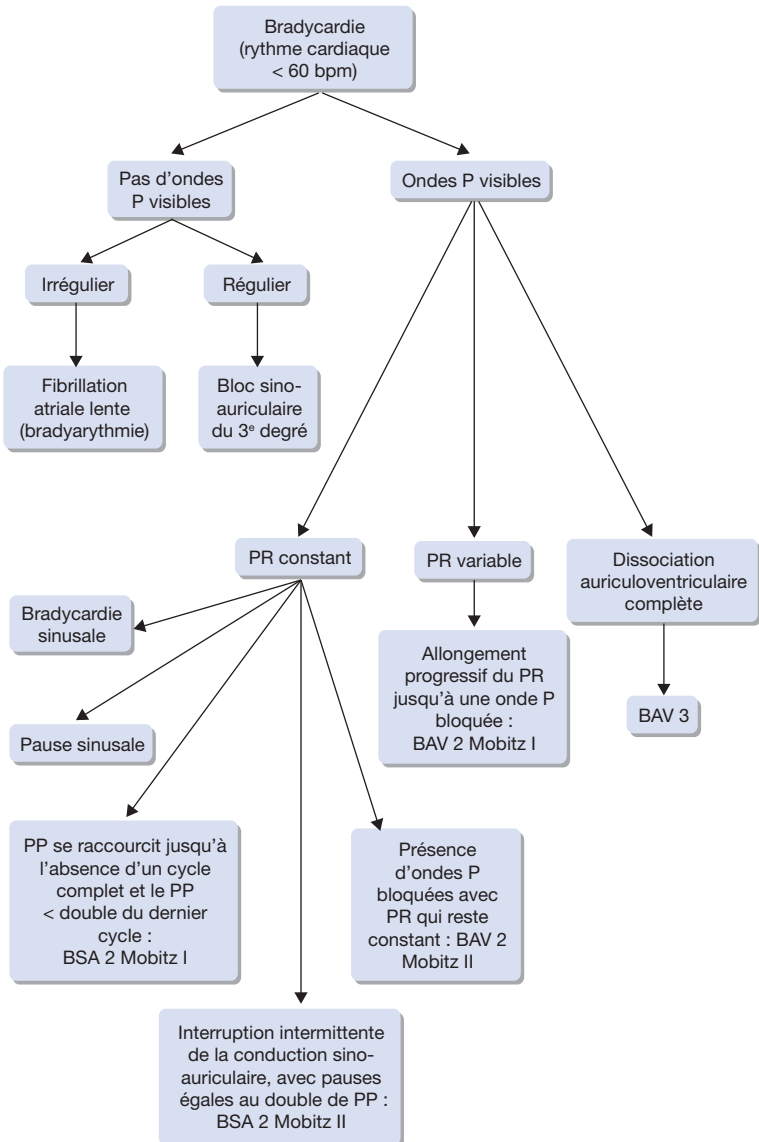 Bradycardie
(rythme cardiaque
< 60 bpm)
Pas d'ondes
P visibles
Ondes P visibles
Irrégulier
Régulier
Fibrillation
atriale lente
(bradyarythmie)
Bloc sino-
auriculaire
du 3e degré
PR constant
PR variable
Dissociation
auriculoventriculaire
complète
Bradycardie
sinusale
Allongement
progressif du PR
jusqu'à une onde P
bloquée :
BAV 2 Mobitz I
BAV 3
Pause sinusale
PP se raccourcit jusqu'à
l'absence d'un cycle
complet et le PP
< double du dernier
cycle :
BSA 2 Mobitz I
Présence
d'ondes P
bloquées avec
PR qui reste
constant : BAV 2
Mobitz II
Interruption intermittente
de la conduction sino-
auriculaire, avec pauses
égales au double de PP :
BSA 2 Mobitz II